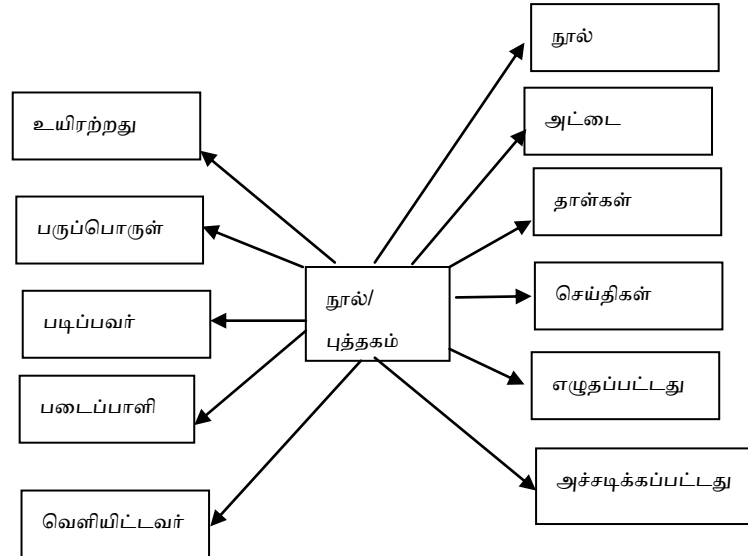 நூல்
அட்டை
உயிரற்றது
தாள்கள்
பருப்பொருள்
நூல்/
புத்தகம்
செய்திகள்
படிப்பவர்
எழுதப்பட்டது
படைப்பாளி
அச்சடிக்கப்பட்டது
வெளியிட்டவர்